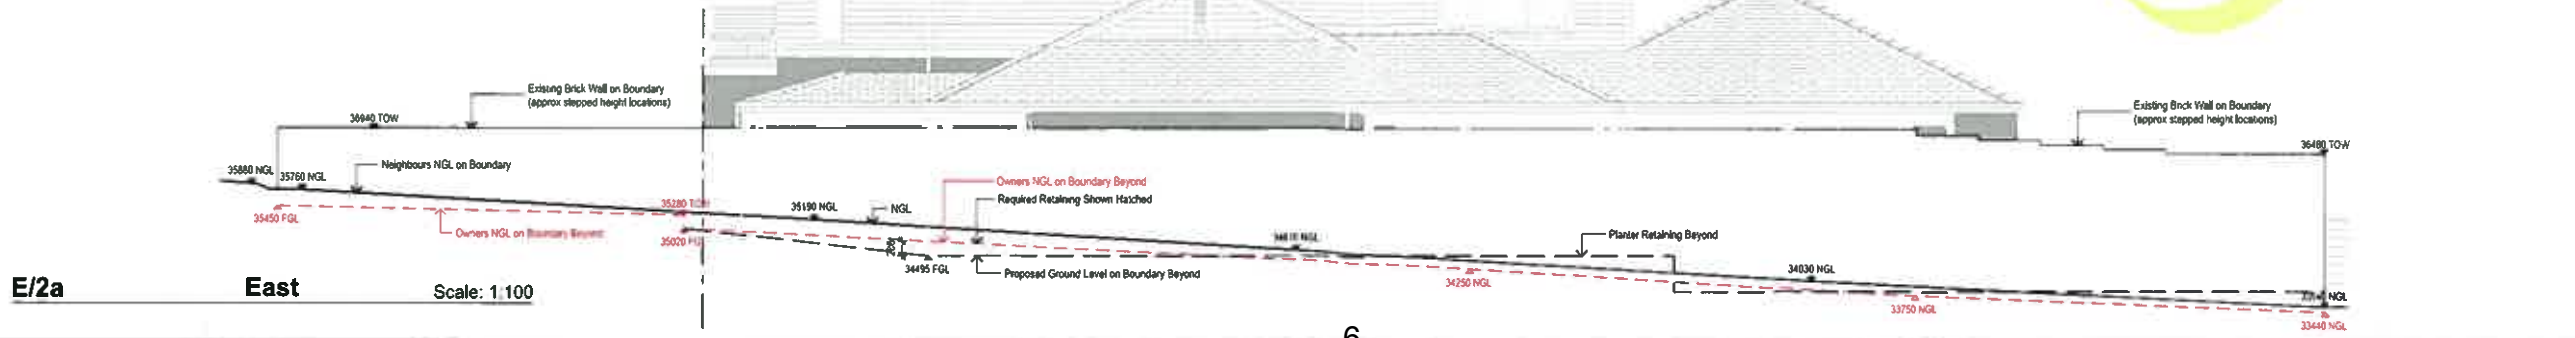 Existing Brick Wall on Boundary
(approx stepped height locations)
36940 TOW
Existing Brick Wall on Boundary
(approx stepped height locations)
36480 TOW
35880 NGL
35760 NGL
Neighbours NGL on Boundary
Owners NGL on Boundary Beyond
Required Retaining Shown Hatched
35450 FGL
Owners NGL on Boundary Beyond
35280
35020
35190 NGL
NGL
34495 FGL
Proposed Ground Level on Boundary Beyond
NGL
Planter Retaining Beyond
34250 NGL
34030 NGL
33750 NGL
NGL
33440 NGL
E/2a
East
Scale: 1:100
6